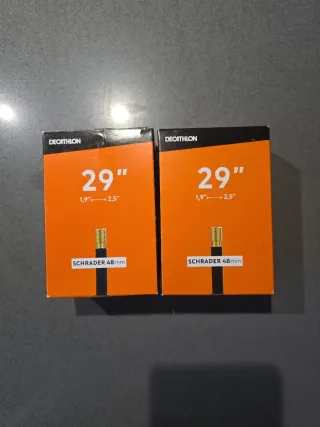 DECATHLON
29"
1,9" 2,5"
SCHRADER 48mm
DECATHLON
29"
1,9" 2,5"
SCHRADER 48mm